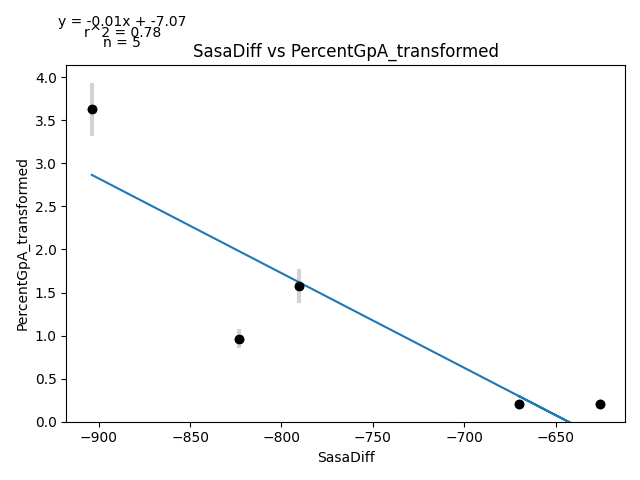 y = -0.01x + -7.07
r^2 = 0.78
n = 5
SasaDiff vs PercentGpA_transformed
4.0
3.5
3.0
2.5
2.0
1.5
1.0
0.5
0.0
PercentGpA_transformed
−900 −850 −800 −750 −700 −650
SasaDiff